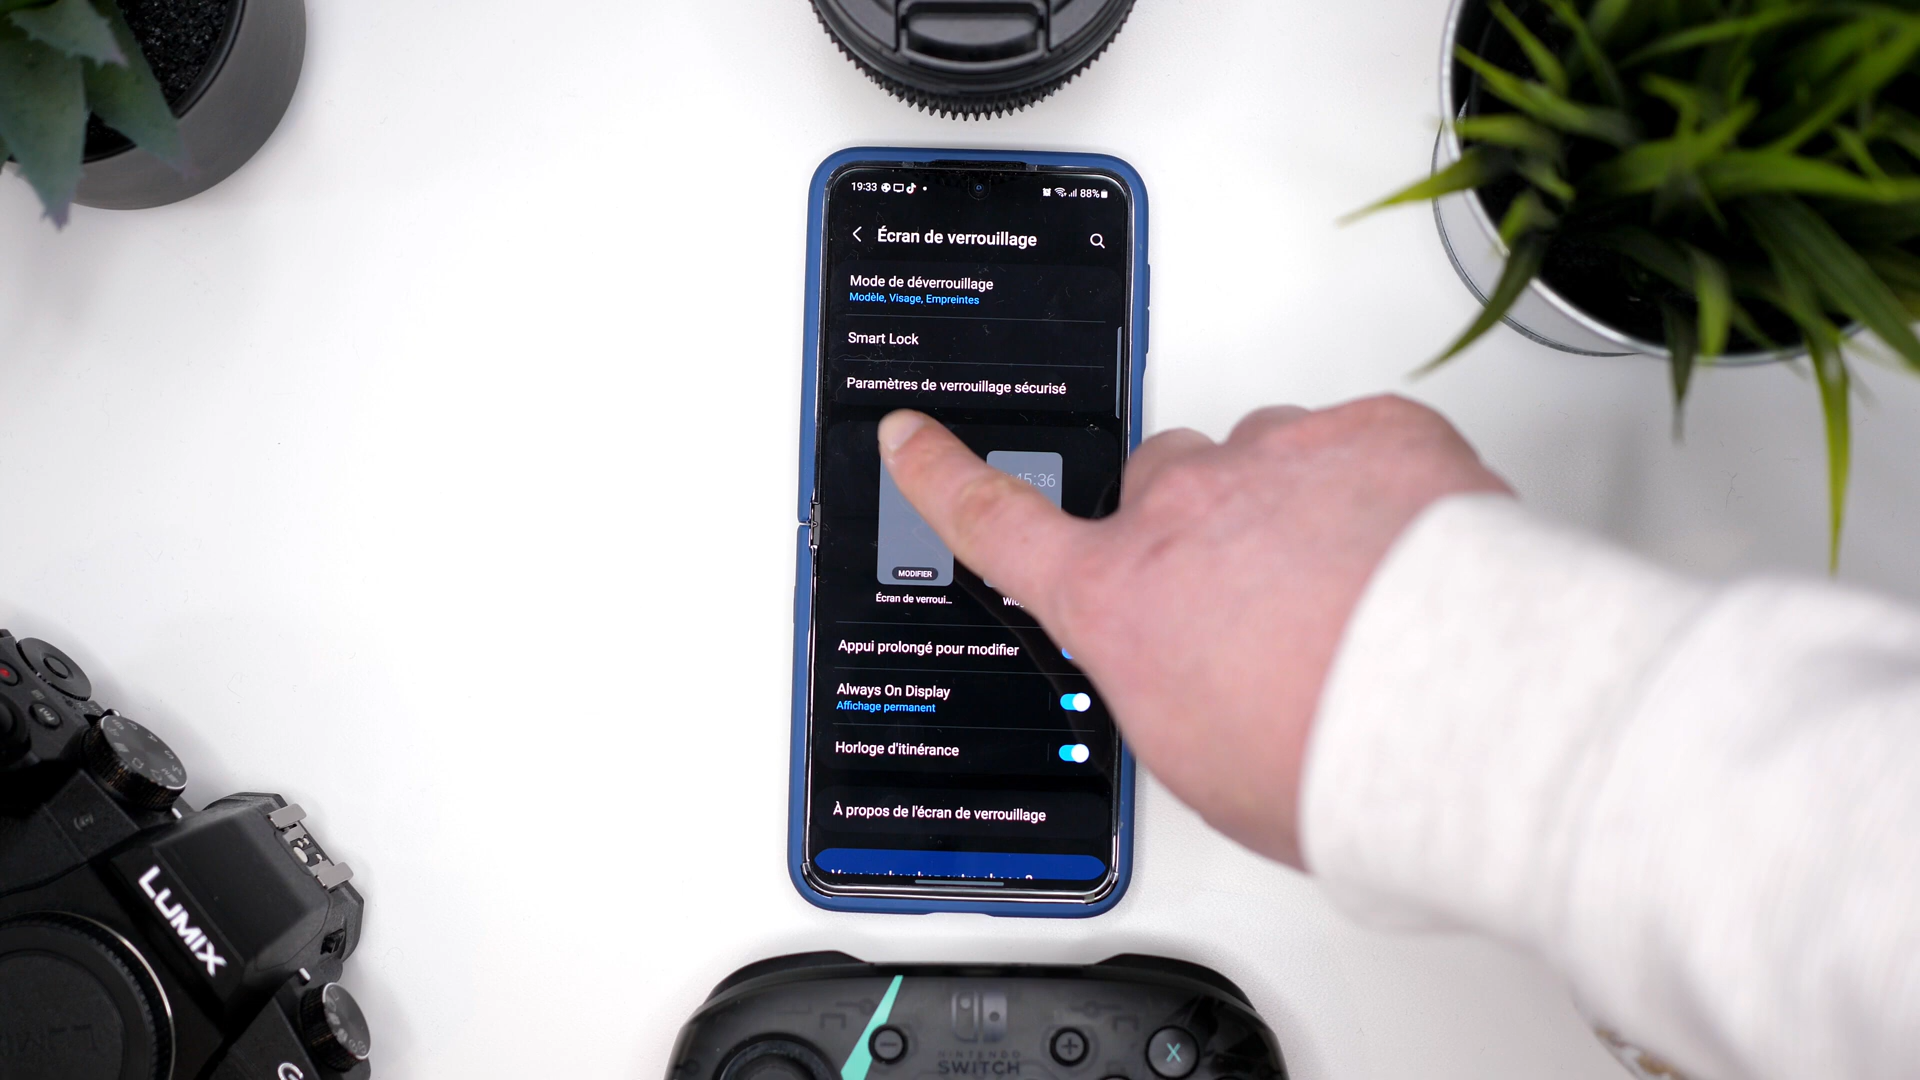 19:33
88%
Écran de verrouillage
Mode de déverrouillage
Modèle, Visage, Empreintes
Smart Lock
Paramètres de verrouillage sécurisé
45:36
MODIFIER
Écran de verroui...
Appui prolongé pour modifier
Always On Display
Affichage permanent
Horloge d'itinérance
À propos de l'écran de verrouillage
LUMIX
G
NINTENDO
SWITCH
X